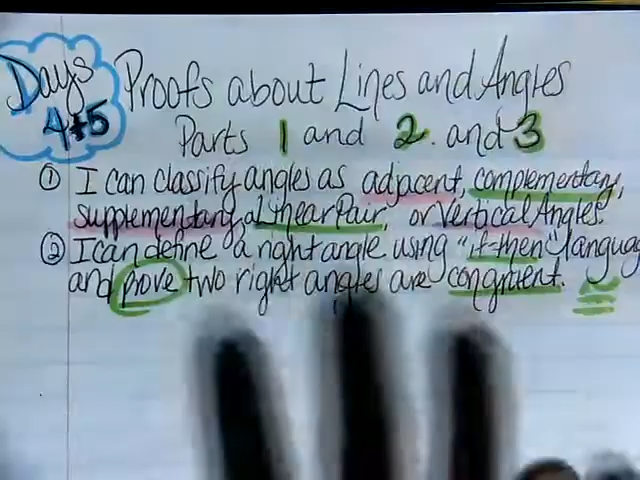 Days
4+5
Proofs about Lines and Angles
Parts 1 and 2. and 3
① I can classify angles as adjacent, complementary,
supplementary, a Linear Pair, or Vertical Angles.
② I can define a right angle using "if-then" language
and prove two right angles are congruent.